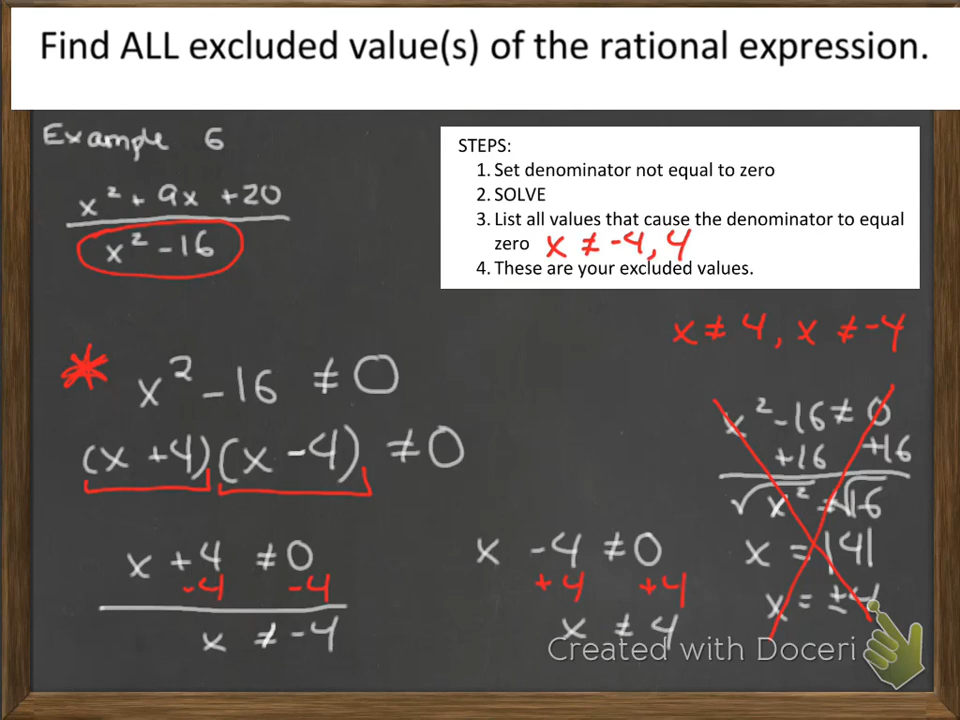 Find ALL excluded value(s) of the rational expression.
Example 6
x² + 9x + 20
x² - 16
STEPS:
1. Set denominator not equal to zero
2. SOLVE
3. List all values that cause the denominator to equal
zero x ≠ -4, 4
4. These are your excluded values.
x ≠ 4, x ≠ -4
* x² - 16 ≠ 0
(x + 4)(x - 4) ≠ 0
x + 4 ≠ 0
-4 -4
x ≠ -4
x - 4 ≠ 0
+4 +4
x ≠ 4
x² - 16 ≠ 0
+16 +16
√x² = √16
x = |4|
x = ±4
Created with Doceri